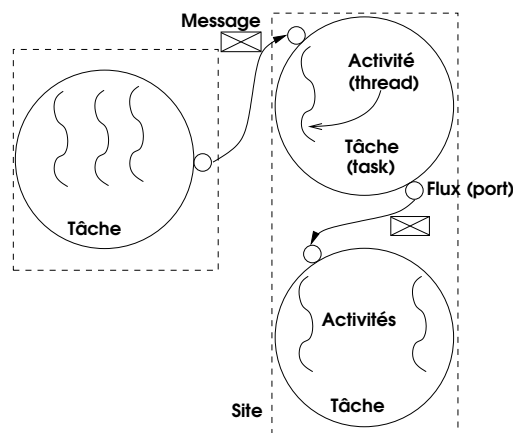 Message
Activité
(thread)
Tâche
(task)
Tâche
Flux (port)
Activités
Site
Tâche